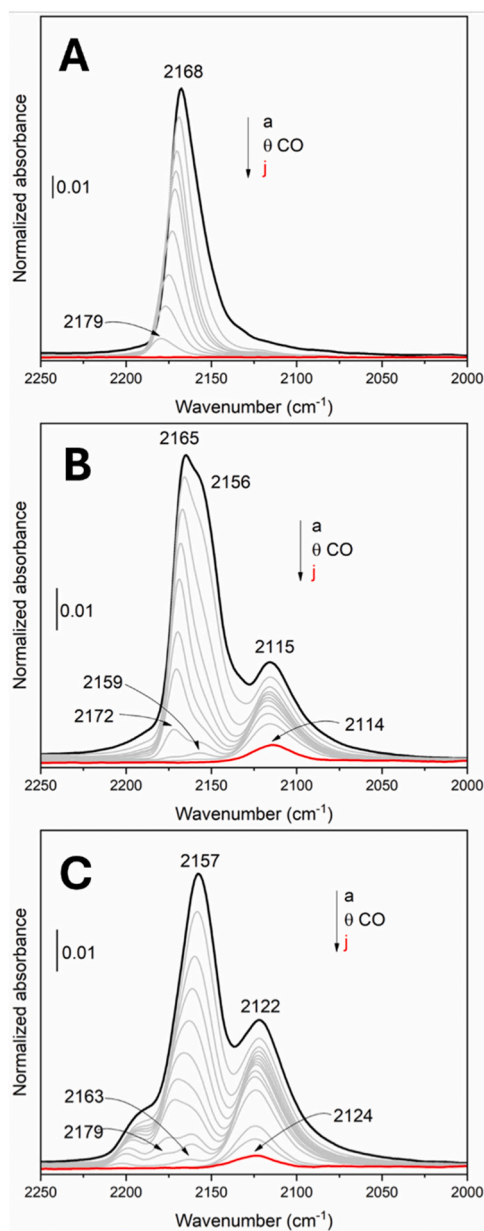 A
2168
a
θ CO
j
0.01
2179
Normalized absorbance
2250 2200 2150 2100 2050 2000
Wavenumber (cm⁻¹)
B
2165
2156
a
θ CO
j
0.01
2115
2159
2172
2114
Normalized absorbance
2250 2200 2150 2100 2050 2000
Wavenumber (cm⁻¹)
C
2157
a
θ CO
j
0.01
2122
2163
2179
2124
Normalized absorbance
2250 2200 2150 2100 2050 2000
Wavenumber (cm⁻¹)